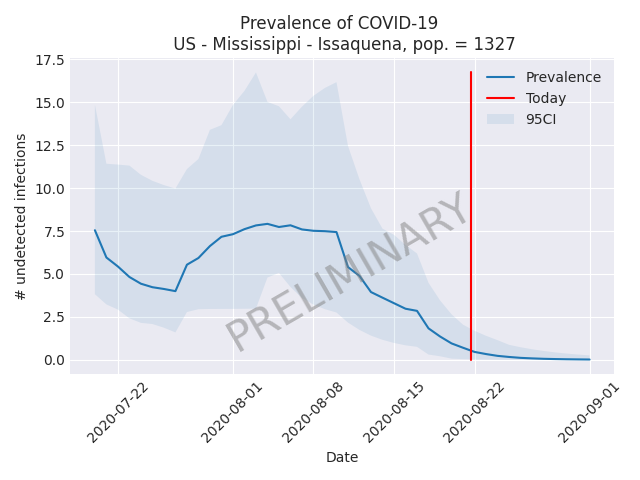 Prevalence of COVID-19
US - Mississippi - Issaquena, pop. = 1327
17.5
15.0
12.5
10.0
7.5
5.0
2.5
0.0
# undetected infections
Prevalence
Today
95CI
PRELIMINARY
2020-07-22
2020-08-01
2020-08-08
2020-08-15
2020-08-22
2020-09-01
Date